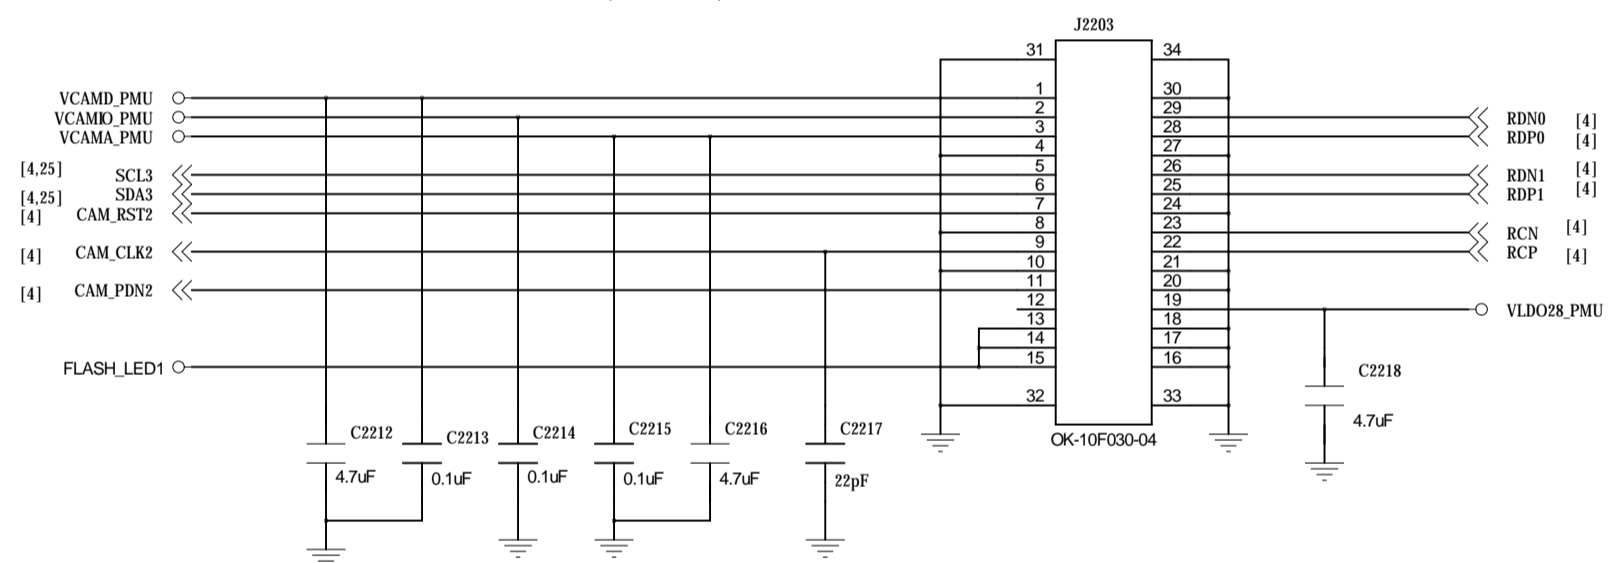 J2203
31 34
1 30
VCAMD_PMU
2 29
VCAMIO_PMU RDN0 [4]
3 28
VCAMA_PMU RDP0 [4]
4 27
5 26
[4,25] SCL3 RDN1 [4]
6 25
[4,25] SDA3 RDP1 [4]
7 24
[4] CAM_RST2
8 23
RCN [4]
9 22
[4] CAM_CLK2 RCP [4]
10 21
11 20
[4] CAM_PDN2
12 19
VLDO28_PMU
13 18
14 17
15 16
FLASH_LED1
32 33
C2218
4.7uF
OK-10F030-04
C2212 C2213 C2214 C2215 C2216 C2217
4.7uF 0.1uF 0.1uF 0.1uF 4.7uF 22pF